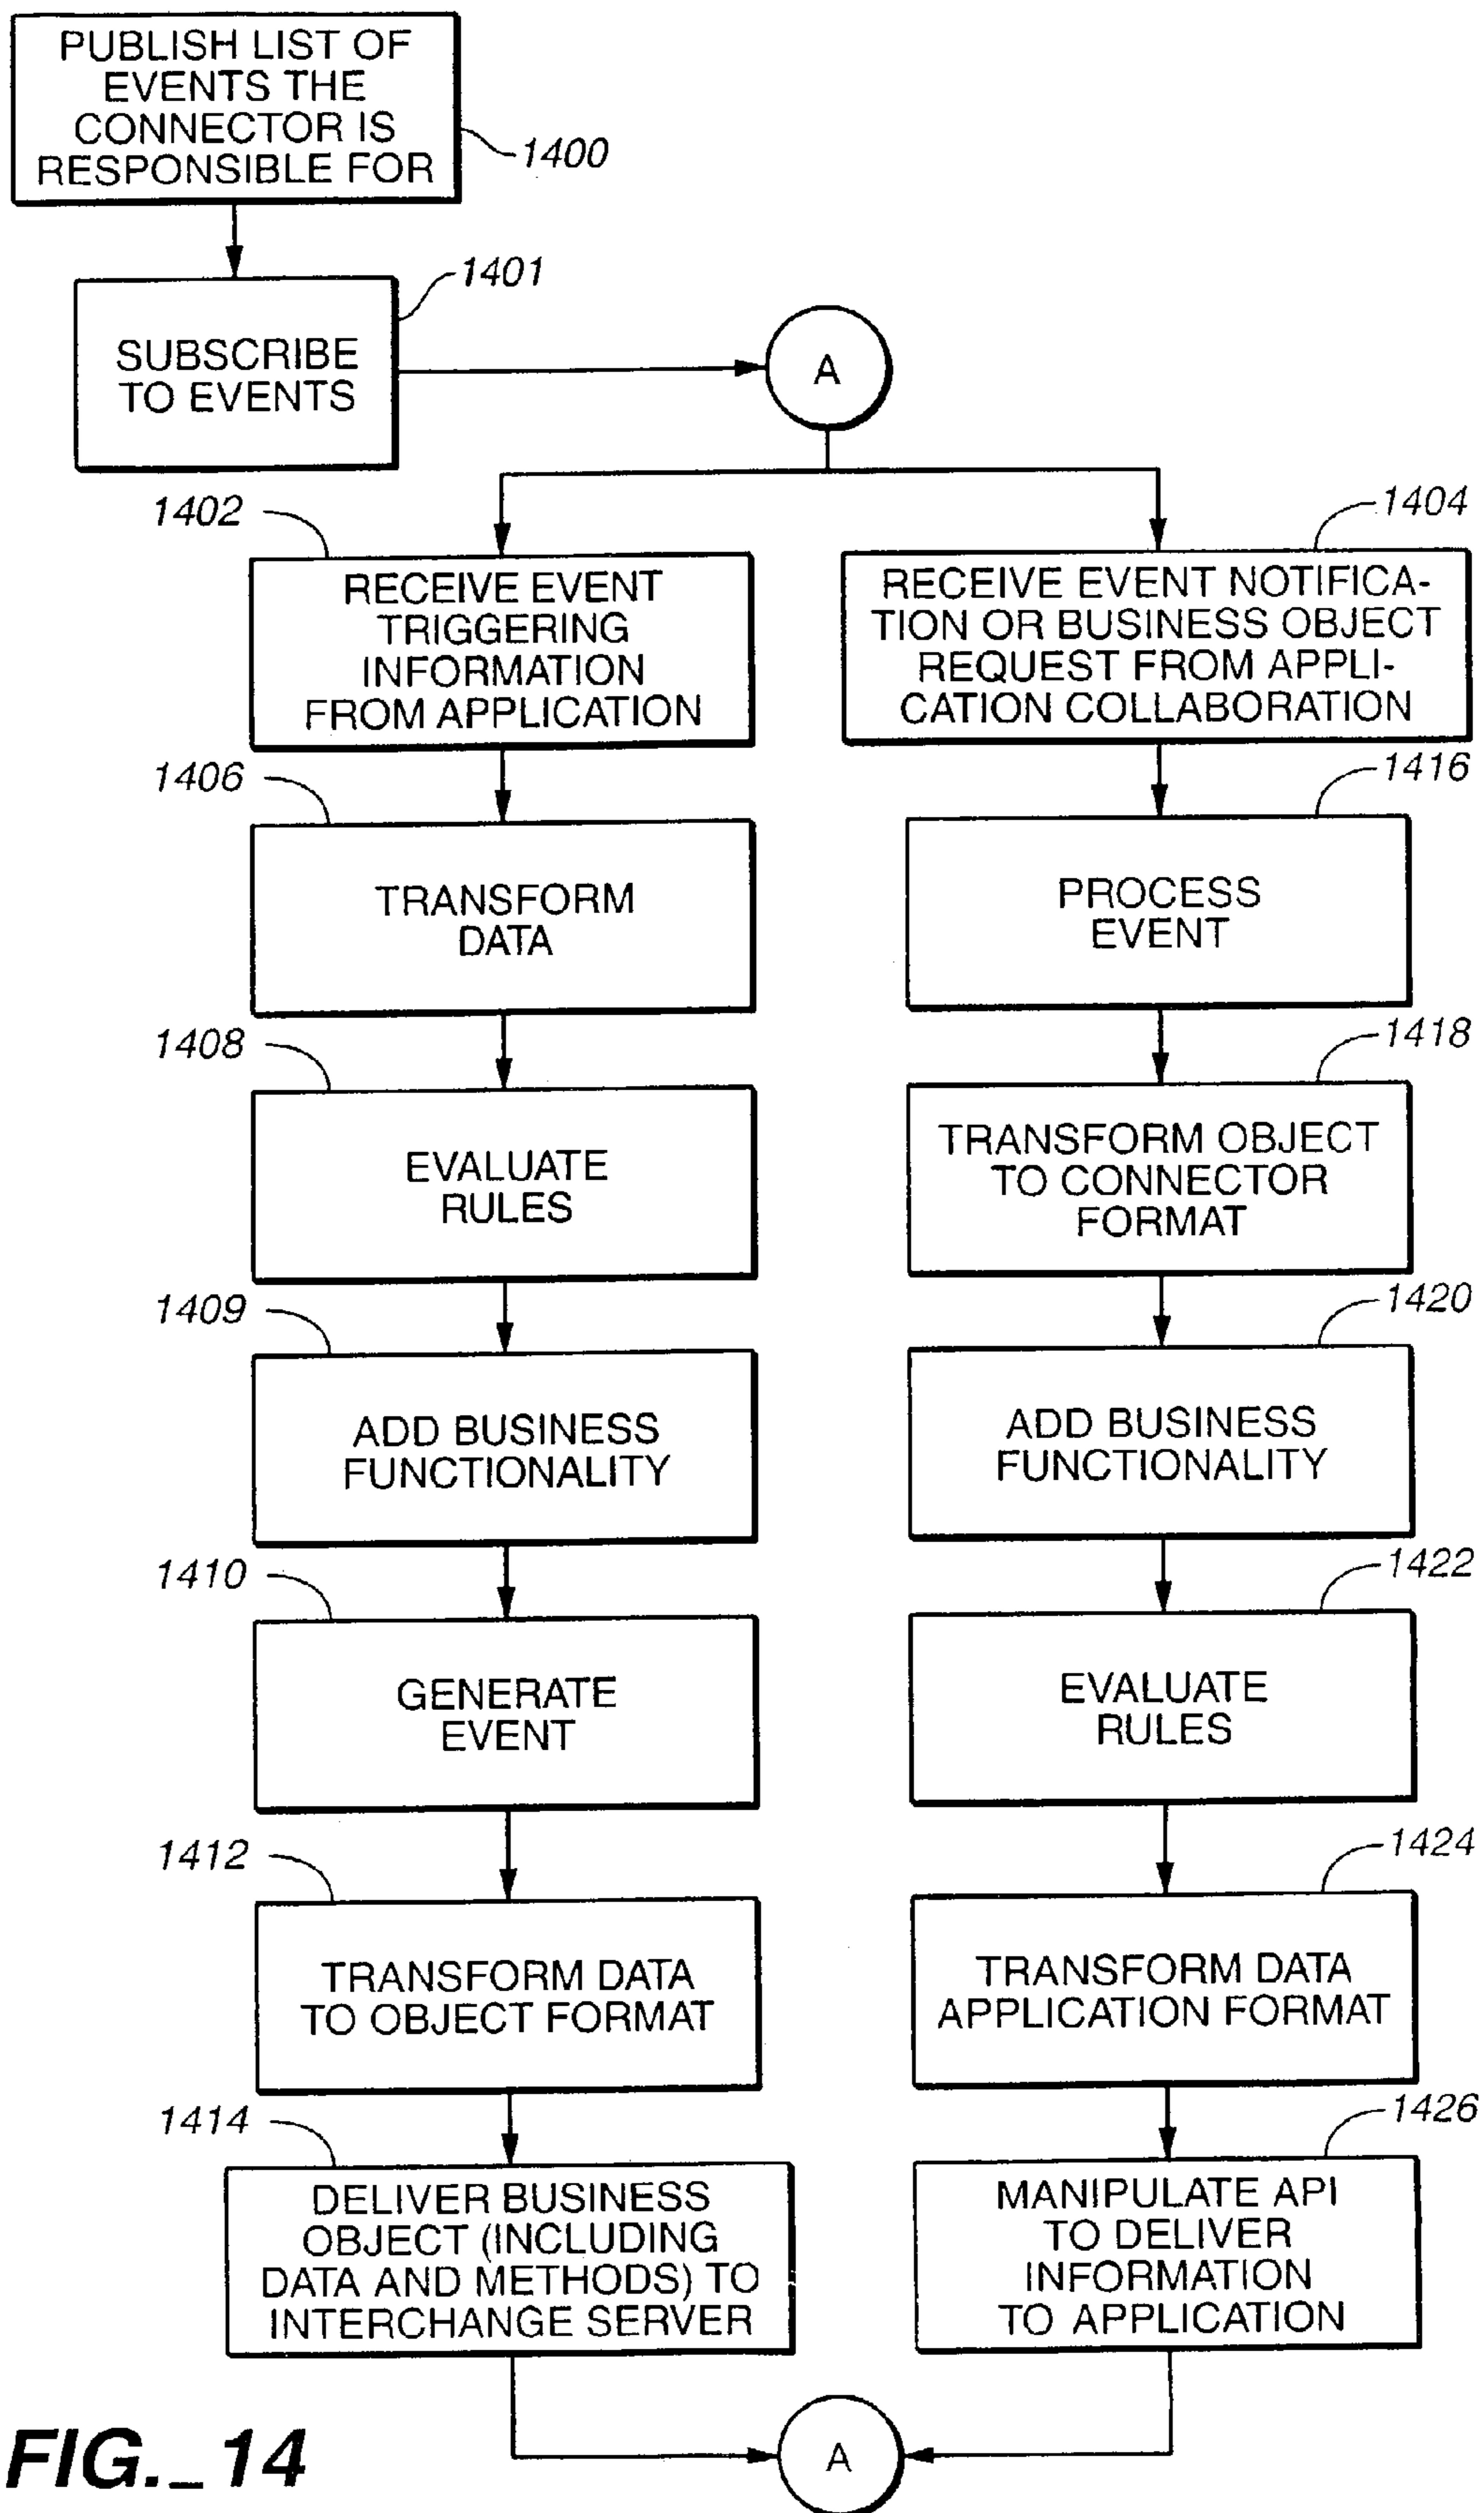 PUBLISH LIST OF
EVENTS THE
CONNECTOR IS
RESPONSIBLE FOR
1400
1401
SUBSCRIBE
TO EVENTS
A
1402
RECEIVE EVENT
TRIGGERING
INFORMATION
FROM APPLICATION
1404
RECEIVE EVENT NOTIFICA-
TION OR BUSINESS OBJECT
REQUEST FROM APPLI-
CATION COLLABORATION
1406
TRANSFORM
DATA
1416
PROCESS
EVENT
1408
EVALUATE
RULES
1418
TRANSFORM OBJECT
TO CONNECTOR
FORMAT
1409
ADD BUSINESS
FUNCTIONALITY
1420
ADD BUSINESS
FUNCTIONALITY
1410
GENERATE
EVENT
1422
EVALUATE
RULES
1412
TRANSFORM DATA
TO OBJECT FORMAT
1424
TRANSFORM DATA
APPLICATION FORMAT
1414
DELIVER BUSINESS
OBJECT (INCLUDING
DATA AND METHODS) TO
INTERCHANGE SERVER
1426
MANIPULATE API
TO DELIVER
INFORMATION
TO APPLICATION
A
FIG._14